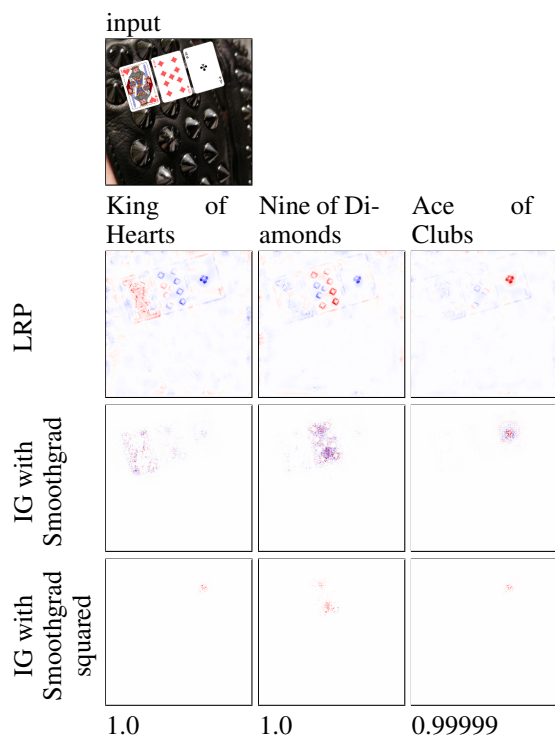 input
King of
Hearts
Nine of Di-
amonds
Ace of
Clubs
LRP
IG with
Smoothgrad
IG with
Smoothgrad
squared
1.0
1.0
0.99999